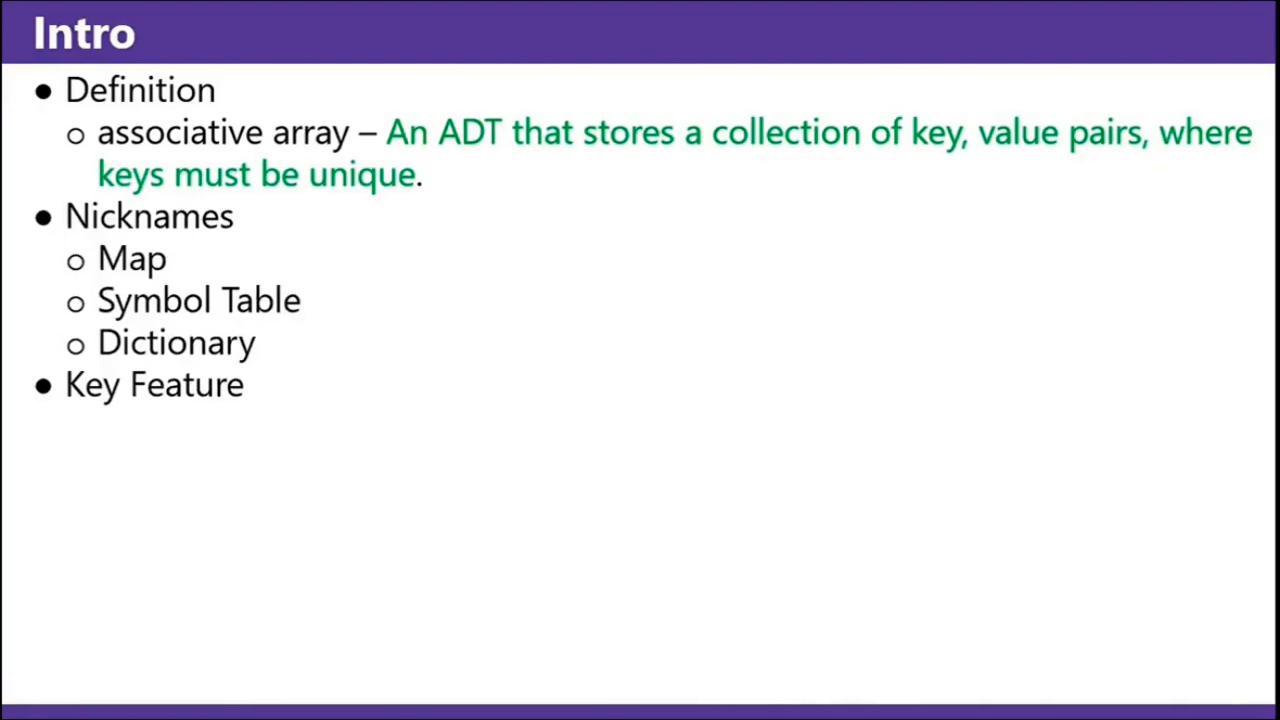 Intro
● Definition
○ associative array – An ADT that stores a collection of key, value pairs, where
keys must be unique.
● Nicknames
○ Map
○ Symbol Table
○ Dictionary
● Key Feature